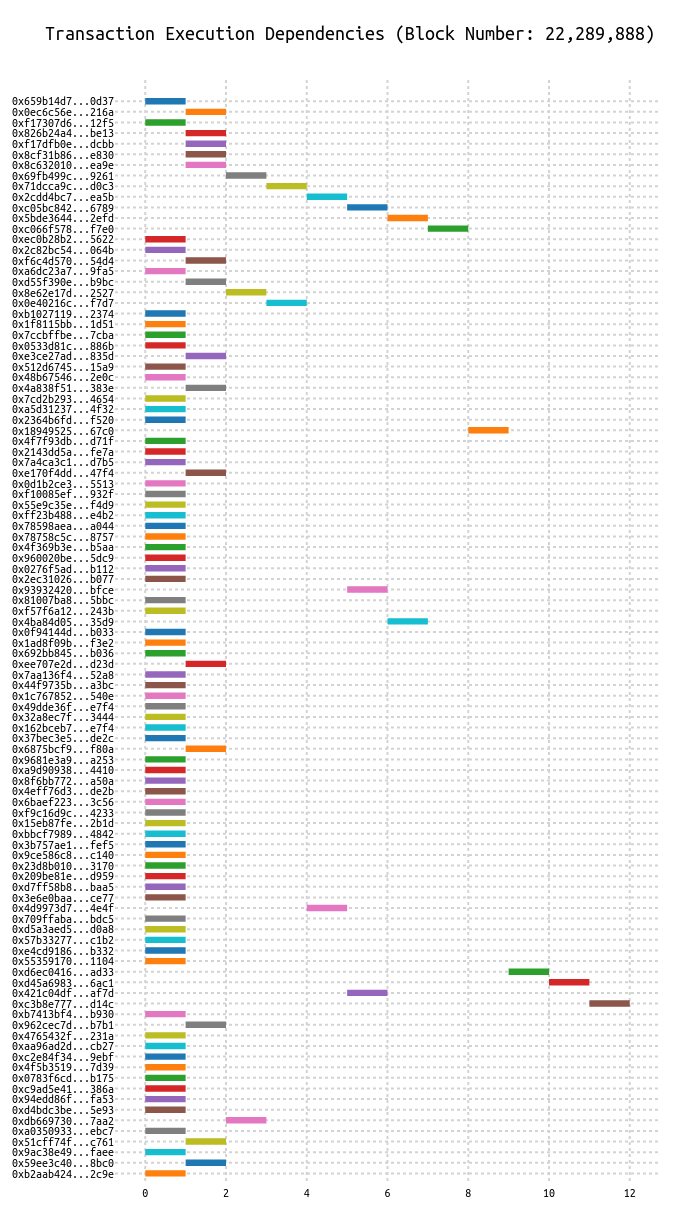 Transaction Execution Dependencies (Block Number: 22,289,888)
0x659b14d7...0d37
0x0ec6c56e...216a
0xf17307d6...12f5
0x826b24a4...be13
0xf17dfb0e...dcbb
0x8cf31b86...e830
0x8c632010...ea9e
0x69fb499c...9261
0x71dcca9c...d0c3
0x2cdd4bc7...ea5b
0xc05bc842...6789
0x5bde3644...2efd
0xc066f578...f7e0
0xec0b28b2...5622
0x2c82bc54...064b
0xf6c4d570...54d4
0xa6dc23a7...9fa5
0xd55f390e...b9bc
0x8e62e17d...2527
0x0e40216c...f7d7
0xb1027119...2374
0x1f8115bb...1d51
0x7ccbffbe...7cba
0x0533d81c...886b
0xe3ce27ad...835d
0x512d6745...15a9
0x48b67546...2e0c
0x4a838f51...383e
0x7cd2b293...4654
0xa5d31237...4f32
0x2364b6fd...f520
0x18949525...67c0
0x4f7f93db...d71f
0x2143dd5a...fe7a
0x7a4ca3c1...d7b5
0xe170f4dd...47f4
0x0d1b2ce3...5513
0xf10085ef...932f
0x55e9c35e...f4d9
0xff23b488...e4b2
0x78598aea...a044
0x78758c5c...8757
0x4f369b3e...b5aa
0x960020be...5dc9
0x0276f5ad...b112
0x2ec31026...b077
0x93932420...bfce
0x81007ba8...5bbc
0xf57f6a12...243b
0x4ba84d05...35d9
0x0f94144d...b033
0x1ad8f09b...f3e2
0x692bb845...b036
0xee707e2d...d23d
0x7aa136f4...52a8
0x44f9735b...a3bc
0x1c767852...540e
0x49dde36f...e7f4
0x32a8ec7f...3444
0x162bceb7...e7f4
0x37bec3e5...de2c
0x6875bcf9...f80a
0x9681e3a9...a253
0xa9d90938...4410
0x8f6bb772...a50a
0x4eff76d3...de2b
0x6baef223...3c56
0xf9c16d9c...4233
0x15eb87fe...2b1d
0xbbcf7989...4842
0x3b757ae1...fef5
0x9ce586c8...c140
0x23d8b010...3170
0x209be81e...d959
0xd7ff58b8...baa5
0x3e6e0baa...ce77
0x4d9973d7...4e4f
0x709ffaba...bdc5
0xd5a3aed5...d0a8
0x57b33277...c1b2
0xe4cd9186...b332
0x55359170...1104
0xd6ec0416...ad33
0xd45a6983...6ac1
0x421c04df...af7d
0xc3b8e777...d14c
0xb7413bf4...b930
0x962cec7d...b7b1
0x4765432f...231a
0xaa96ad2d...cb27
0xc2e84f34...9ebf
0x4f5b3519...7d39
0x0783f6cd...b175
0xc9ad5e41...386a
0x94edd86f...fa53
0xd4bdc3be...5e93
0xdb669730...7aa2
0xa0350933...ebc7
0x51cff74f...c761
0x9ac38e49...faee
0x59ee3c40...8bc0
0xb2aab424...2c9e
0 2 4 6 8 10 12